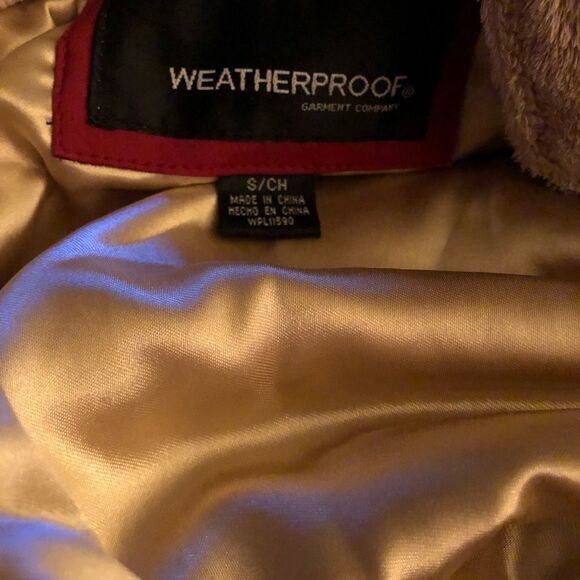 WEATHERPROOF®
GARMENT COMPANY
S/CH
MADE IN CHINA
HECHO EN CHINA
WPL11590